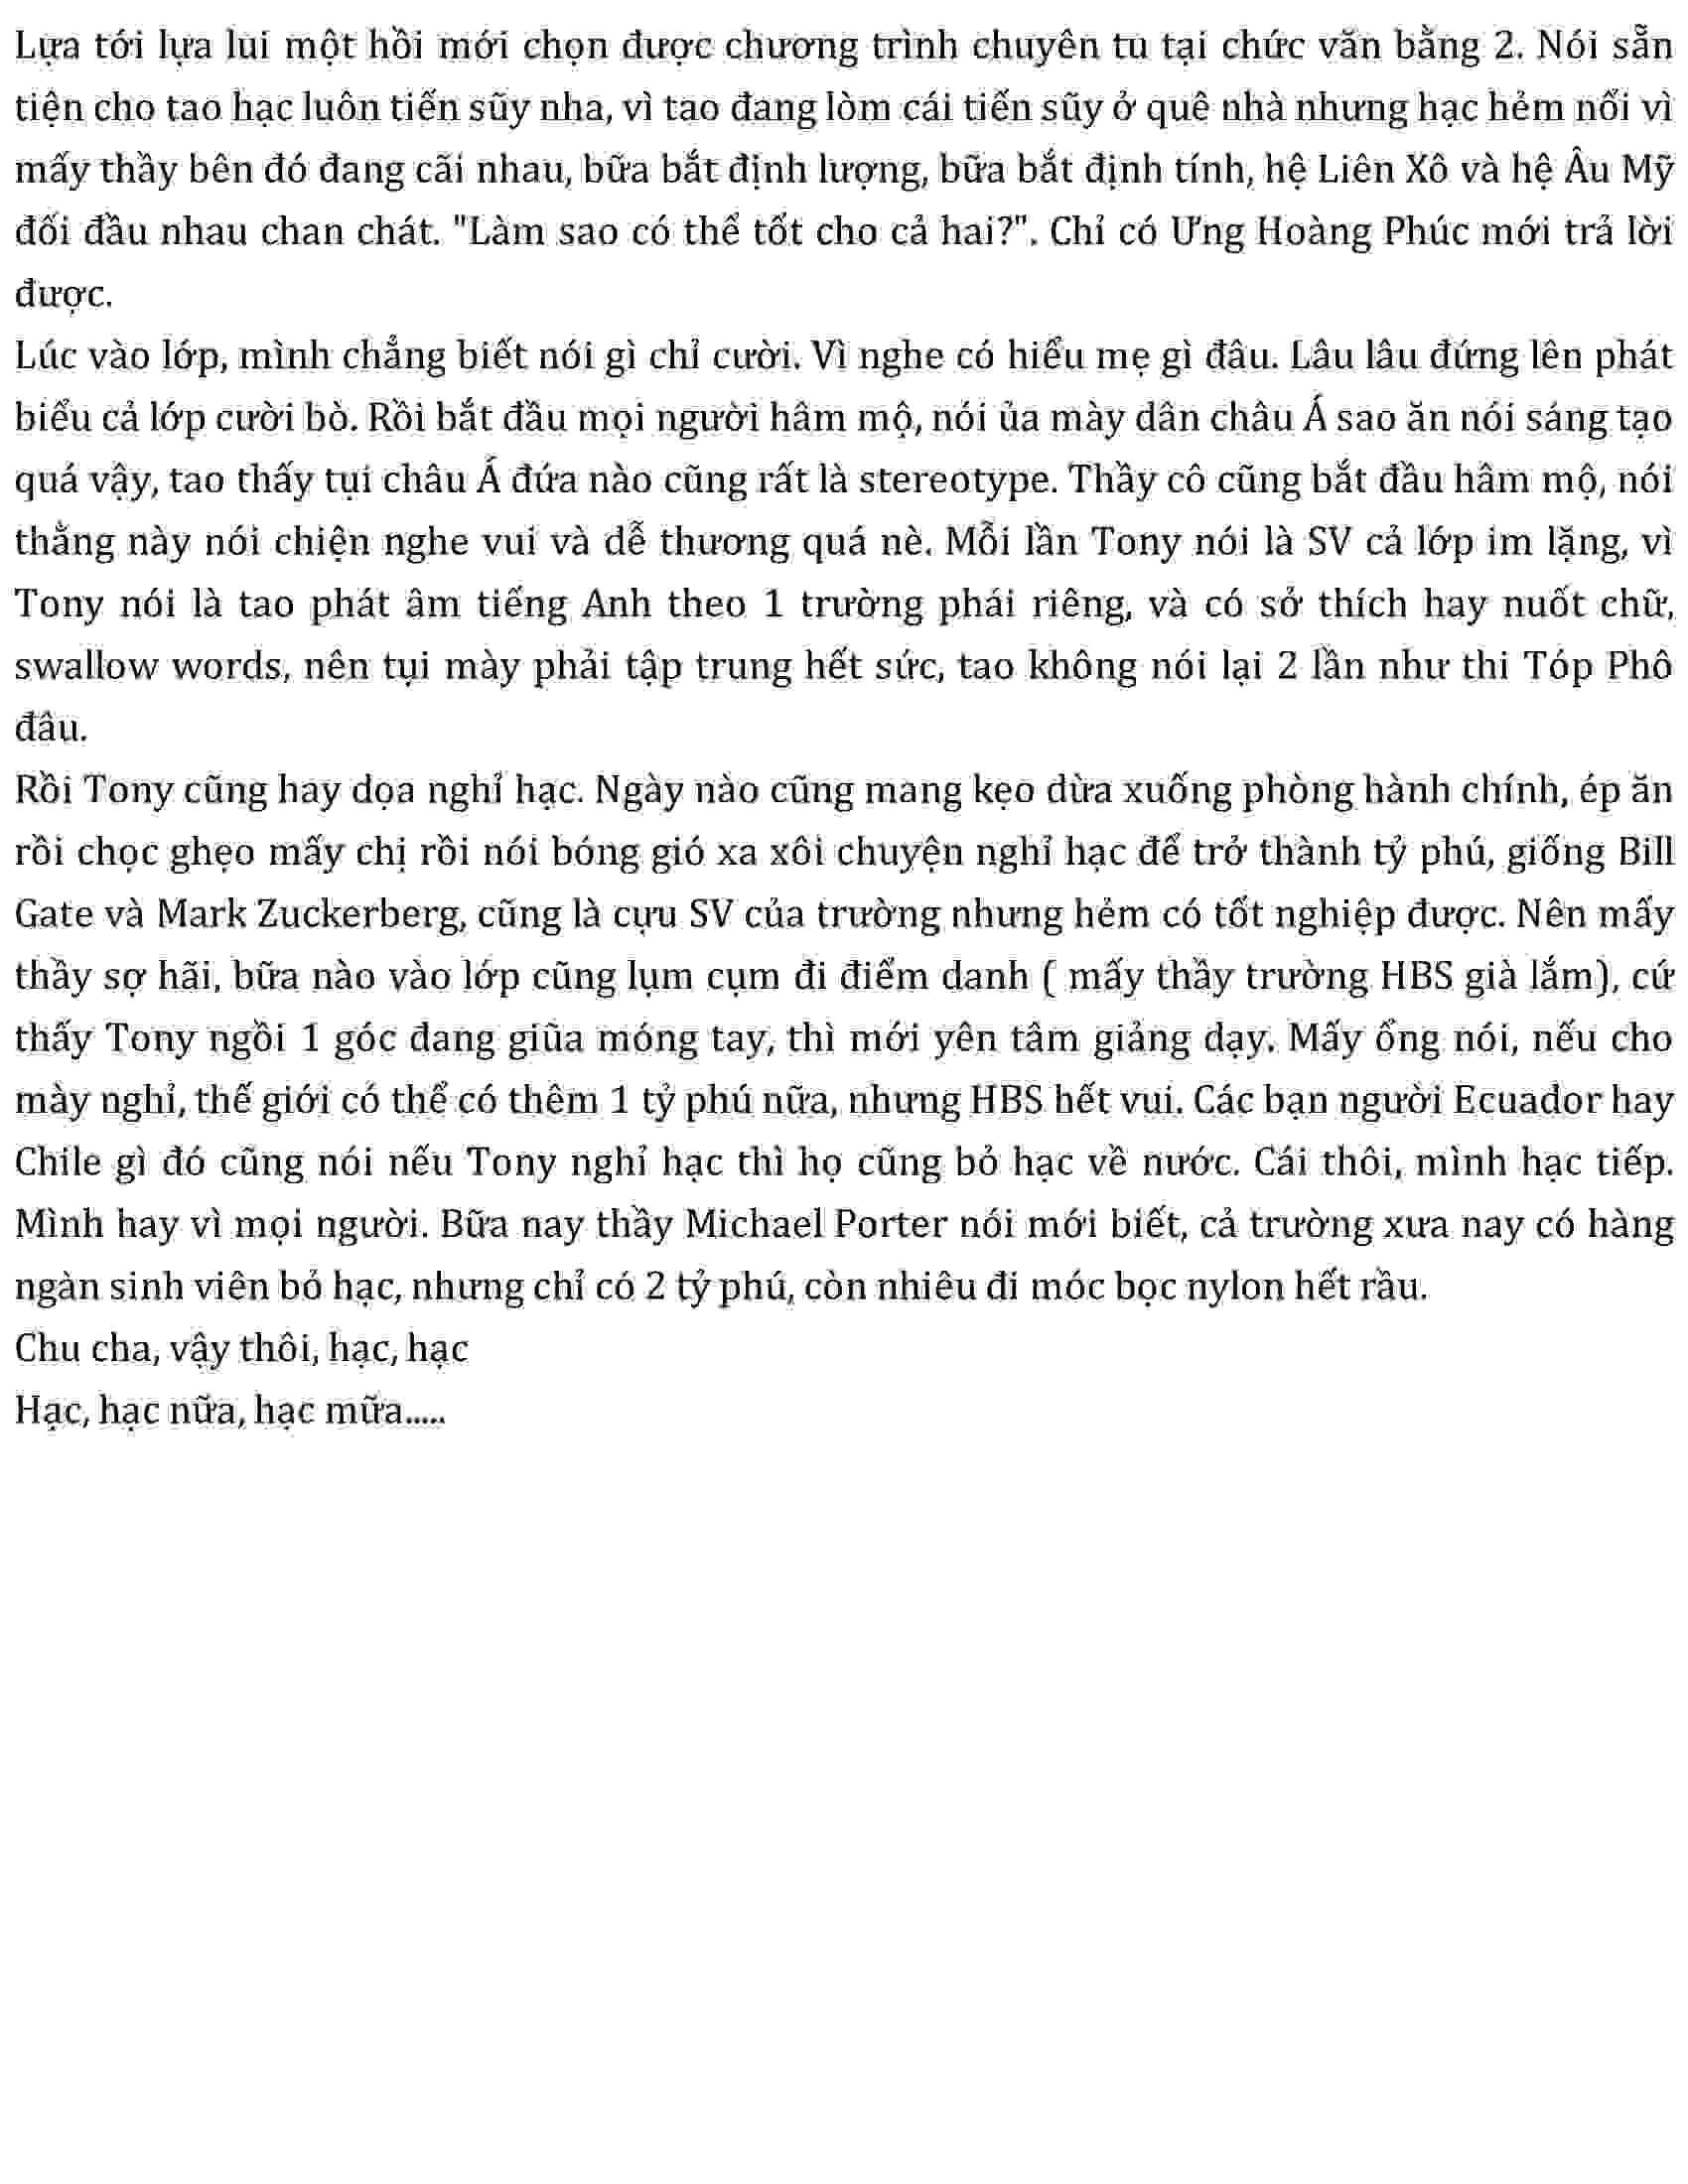 Lựa tới lựa lui một hồi mới chọn được chương trình chuyên tu tại chức văn bằng 2. Nói sẵn
tiện cho tao hạc luôn tiến sũy nha, vì tao đang lòm cái tiến sũy ở quê nhà nhưng hạc hẻm nổi vì
mấy thầy bên đó đang cãi nhau, bữa bắt định lượng, bữa bắt định tính, hệ Liên Xô và hệ Âu Mỹ
đối đầu nhau chan chát. "Làm sao có thể tốt cho cả hai?". Chỉ có Ưng Hoàng Phúc mới trả lời
được.
Lúc vào lớp, mình chẳng biết nói gì chỉ cười. Vì nghe có hiểu mẹ gì đâu. Lâu lâu đứng lên phát
biểu cả lớp cười bò. Rồi bắt đầu mọi người hâm mộ, nói ủa mày dân châu Á sao ăn nói sáng tạo
quá vậy, tao thấy tụi châu Á đứa nào cũng rất là stereotype. Thầy cô cũng bắt đầu hâm mộ, nói
thằng này nói chiện nghe vui và dễ thương quá nè. Mỗi lần Tony nói là SV cả lớp im lặng, vì
Tony nói là tao phát âm tiếng Anh theo 1 trường phái riêng, và có sở thích hay nuốt chữ,
swallow words, nên tụi mày phải tập trung hết sức, tao không nói lại 2 lần như thi Tóp Phô
đâu.
Rồi Tony cũng hay dọa nghỉ hạc. Ngày nào cũng mang kẹo dừa xuống phòng hành chính, ép ăn
rồi chọc ghẹo mấy chị rồi nói bóng gió xa xôi chuyện nghỉ hạc để trở thành tỷ phú, giống Bill
Gate và Mark Zuckerberg, cũng là cựu SV của trường nhưng hẻm có tốt nghiệp được. Nên mấy
thầy sợ hãi, bữa nào vào lớp cũng lụm cụm đi điểm danh ( mấy thầy trường HBS già lắm), cứ
thấy Tony ngồi 1 góc đang giũa móng tay, thì mới yên tâm giảng dạy. Mấy ổng nói, nếu cho
mày nghỉ, thế giới có thể có thêm 1 tỷ phú nữa, nhưng HBS hết vui. Các bạn người Ecuador hay
Chile gì đó cũng nói nếu Tony nghỉ hạc thì họ cũng bỏ hạc về nước. Cái thôi, mình hạc tiếp.
Mình hay vì mọi người. Bữa nay thầy Michael Porter nói mới biết, cả trường xưa nay có hàng
ngàn sinh viên bỏ hạc, nhưng chỉ có 2 tỷ phú, còn nhiêu đi móc bọc nylon hết rầu.
Chu cha, vậy thôi, hạc, hạc
Hạc, hạc nữa, hạc mữa.....